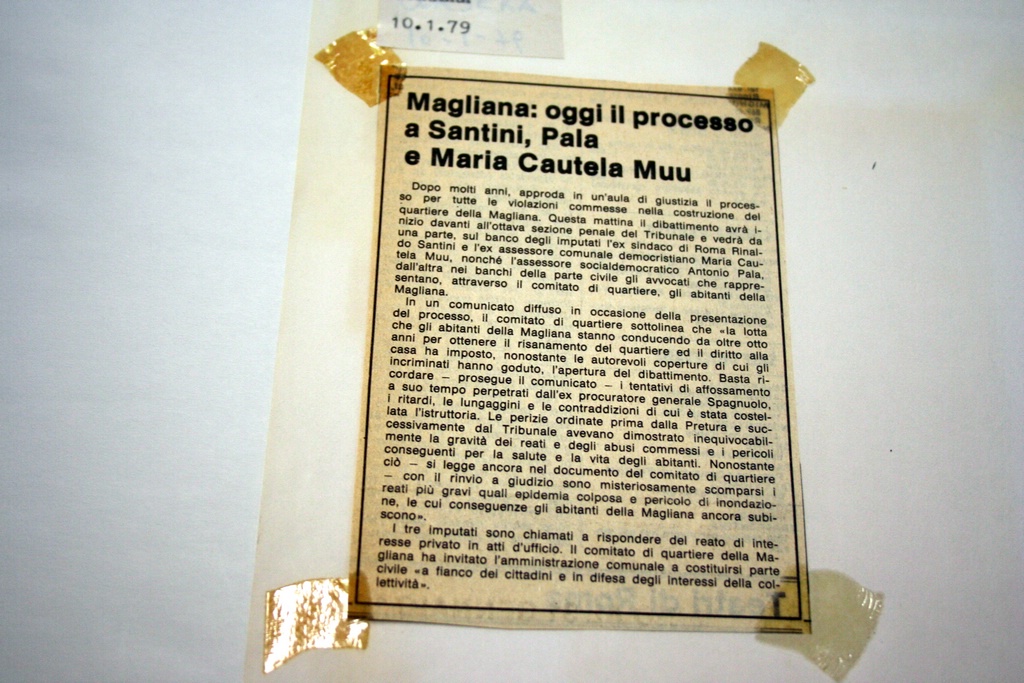 10.1.79
Magliana: oggi il processo
a Santini, Pala
e Maria Cautela Muu
Dopo molti anni, approda in un'aula di giustizia il proces-
so per tutte le violazioni commesse nella costruzione del
quartiere della Magliana. Questa mattina il dibattimento avrà i-
nizio davanti all'ottava sezione penale del Tribunale e vedrà da
una parte, sul banco degli imputati l'ex sindaco di Roma Rinal-
do Santini e l'ex assessore comunale democristiano Maria Cau-
tela Muu, nonché l'assessore socialdemocratico Antonio Pala,
dall'altra nei banchi della parte civile gli avvocati che rappre-
sentano, attraverso il comitato di quartiere, gli abitanti della
Magliana.
In un comunicato diffuso in occasione della presentazione
del processo, il comitato di quartiere sottolinea che «la lotta
che gli abitanti della Magliana stanno conducendo da oltre otto
anni per ottenere il risanamento del quartiere ed il diritto alla
casa ha imposto, nonostante le autorevoli coperture di cui gli
incriminati hanno goduto, l'apertura del dibattimento. Basta ri-
cordare — prosegue il comunicato — i tentativi di affossamento
a suo tempo perpetrati dall'ex procuratore generale Spagnuolo,
i ritardi, le lungaggini e le contraddizioni di cui è stata costel-
lata l'istruttoria. Le perizie ordinate prima dalla Pretura e suc-
cessivamente dal Tribunale avevano dimostrato inequivocabil-
mente la gravità dei reati e degli abusi commessi e i pericoli
conseguenti per la salute e la vita degli abitanti. Nonostante
ciò — si legge ancora nel documento del comitato di quartiere
— con il rinvio a giudizio sono misteriosamente scomparsi i
reati più gravi quali epidemia colposa e pericolo di inondazio-
ne, le cui conseguenze gli abitanti della Magliana ancora subi-
scono».
I tre imputati sono chiamati a rispondere del reato di inte-
resse privato in atti d'ufficio. Il comitato di quartiere della Ma-
gliana ha invitato l'amministrazione comunale a costituirsi parte
civile «a fianco dei cittadini e in difesa degli interessi della col-
lettività».